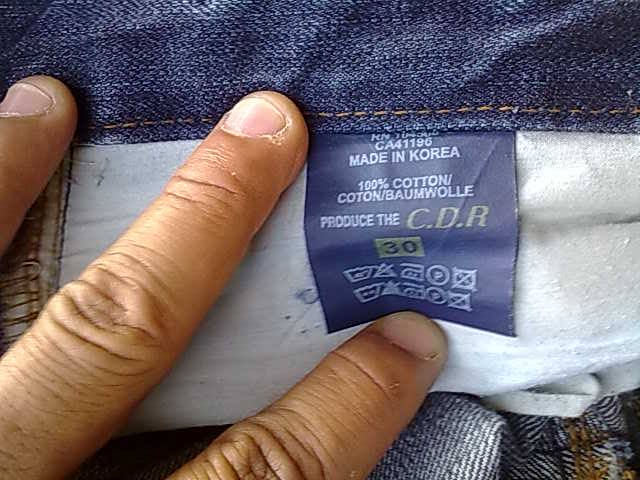 CA41196
MADE IN KOREA
100% COTTON/
COTON/BAUMWOLLE
PRODUCE THE C.D.R
30